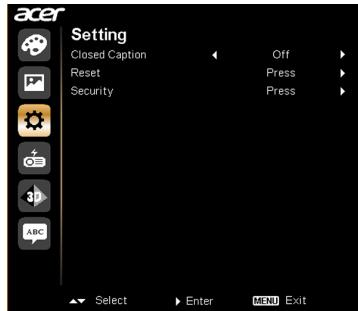 acer
Setting
Closed Caption Off
Reset Press
Security Press
3D
ABC
Select Enter MENU Exit